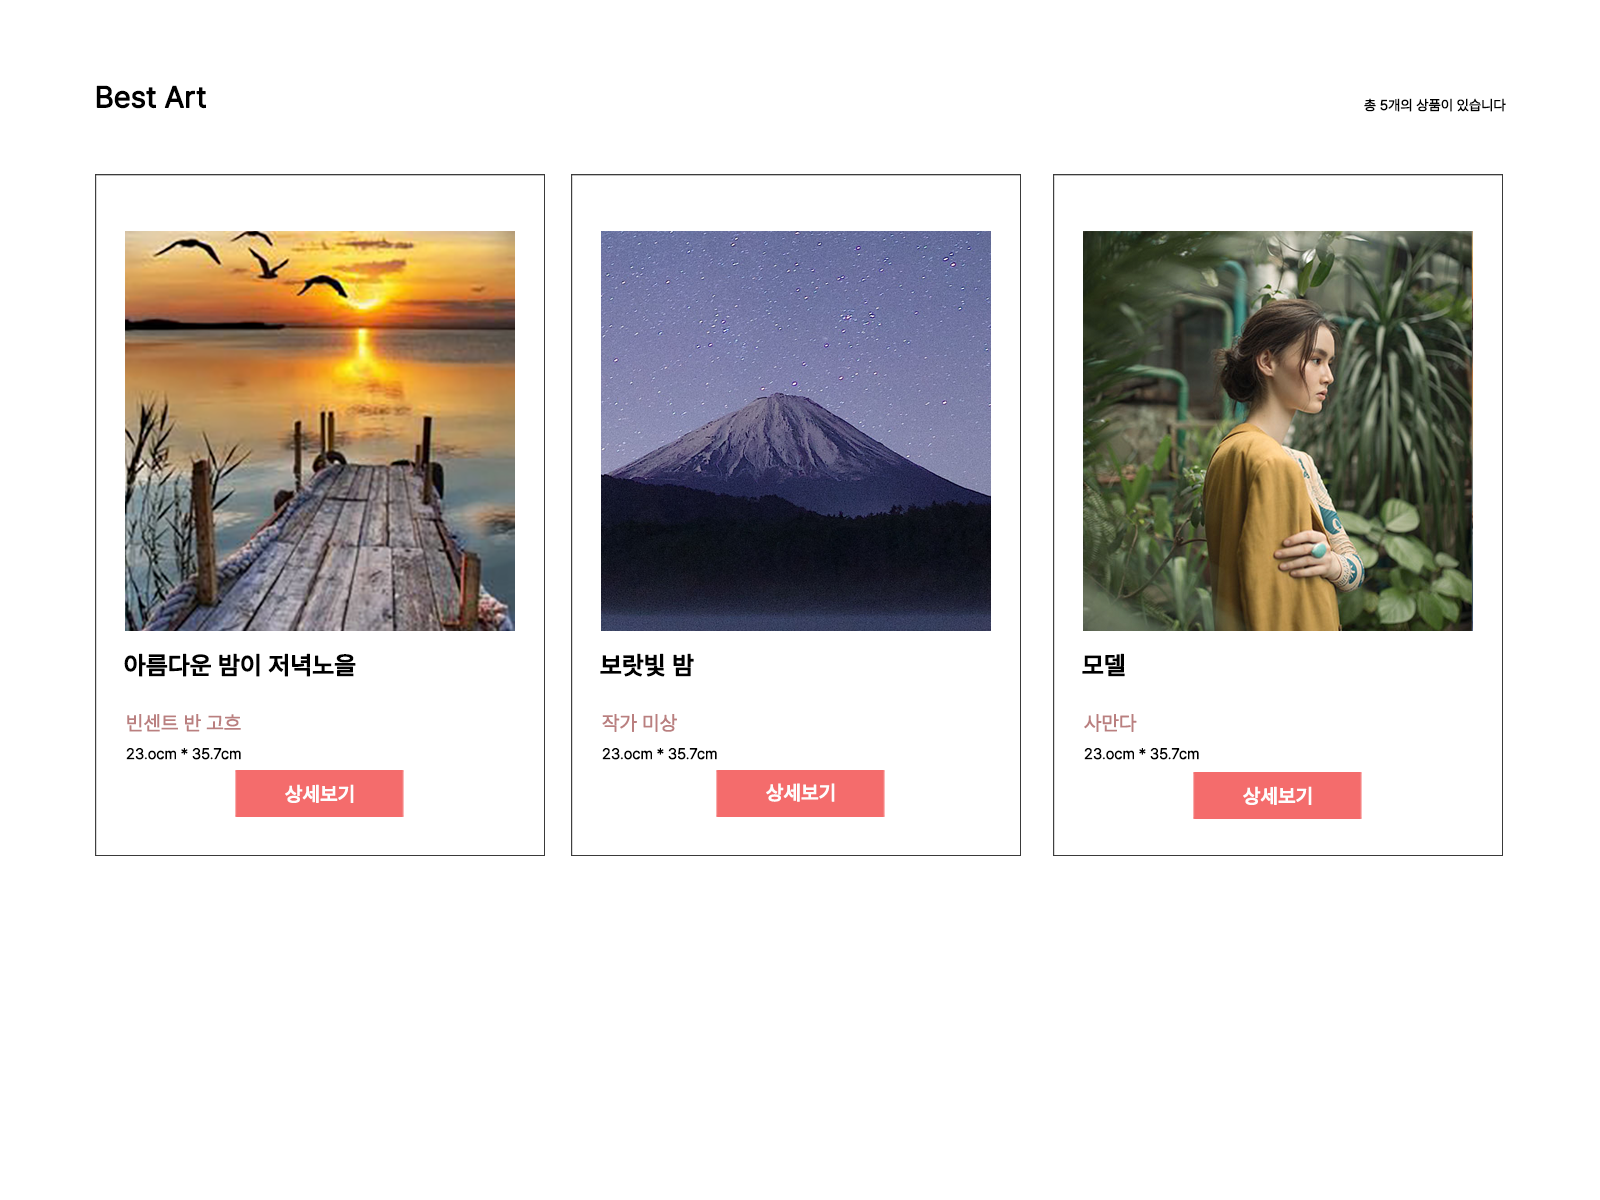 Best Art
총 5개의 상품이 있습니다
아름다운 밤이 저녁노을
빈센트 반 고흐
23.ocm * 35.7cm
상세보기
보랏빛 밤
작가 미상
23.ocm * 35.7cm
상세보기
모델
사만다
23.ocm * 35.7cm
상세보기